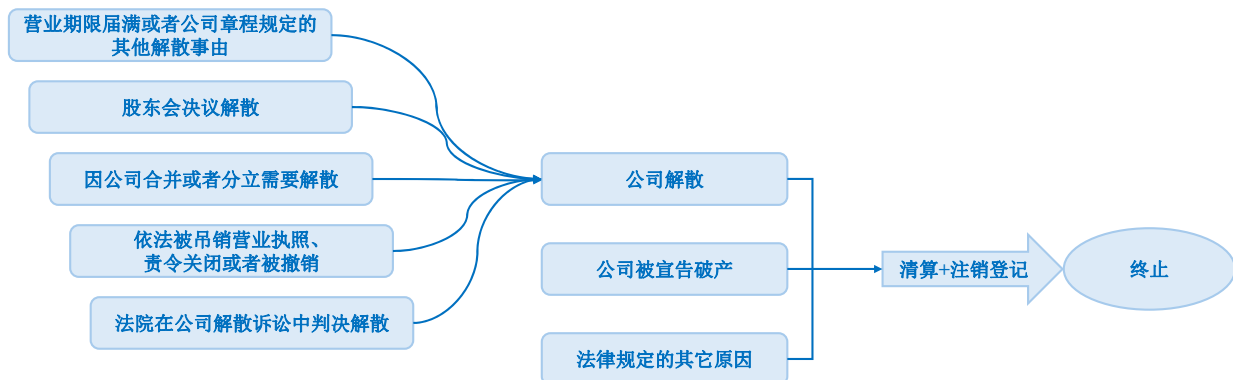 营业期限届满或者公司章程规定的
其他解散事由
股东会决议解散
因公司合并或者分立需要解散
依法被吊销营业执照、
责令关闭或者被撤销
法院在公司解散诉讼中判决解散
公司解散
公司被宣告破产
法律规定的其它原因
清算+注销登记
终止